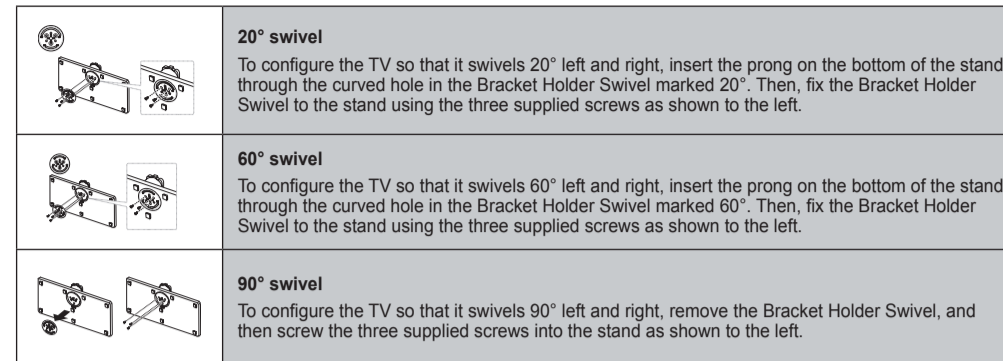 20° swivel
To configure the TV so that it swivels 20° left and right, insert the prong on the bottom of the stand
through the curved hole in the Bracket Holder Swivel marked 20°. Then, fix the Bracket Holder
Swivel to the stand using the three supplied screws as shown to the left.
60° swivel
To configure the TV so that it swivels 60° left and right, insert the prong on the bottom of the stand
through the curved hole in the Bracket Holder Swivel marked 60°. Then, fix the Bracket Holder
Swivel to the stand using the three supplied screws as shown to the left.
90° swivel
To configure the TV so that it swivels 90° left and right, remove the Bracket Holder Swivel, and
then screw the three supplied screws into the stand as shown to the left.